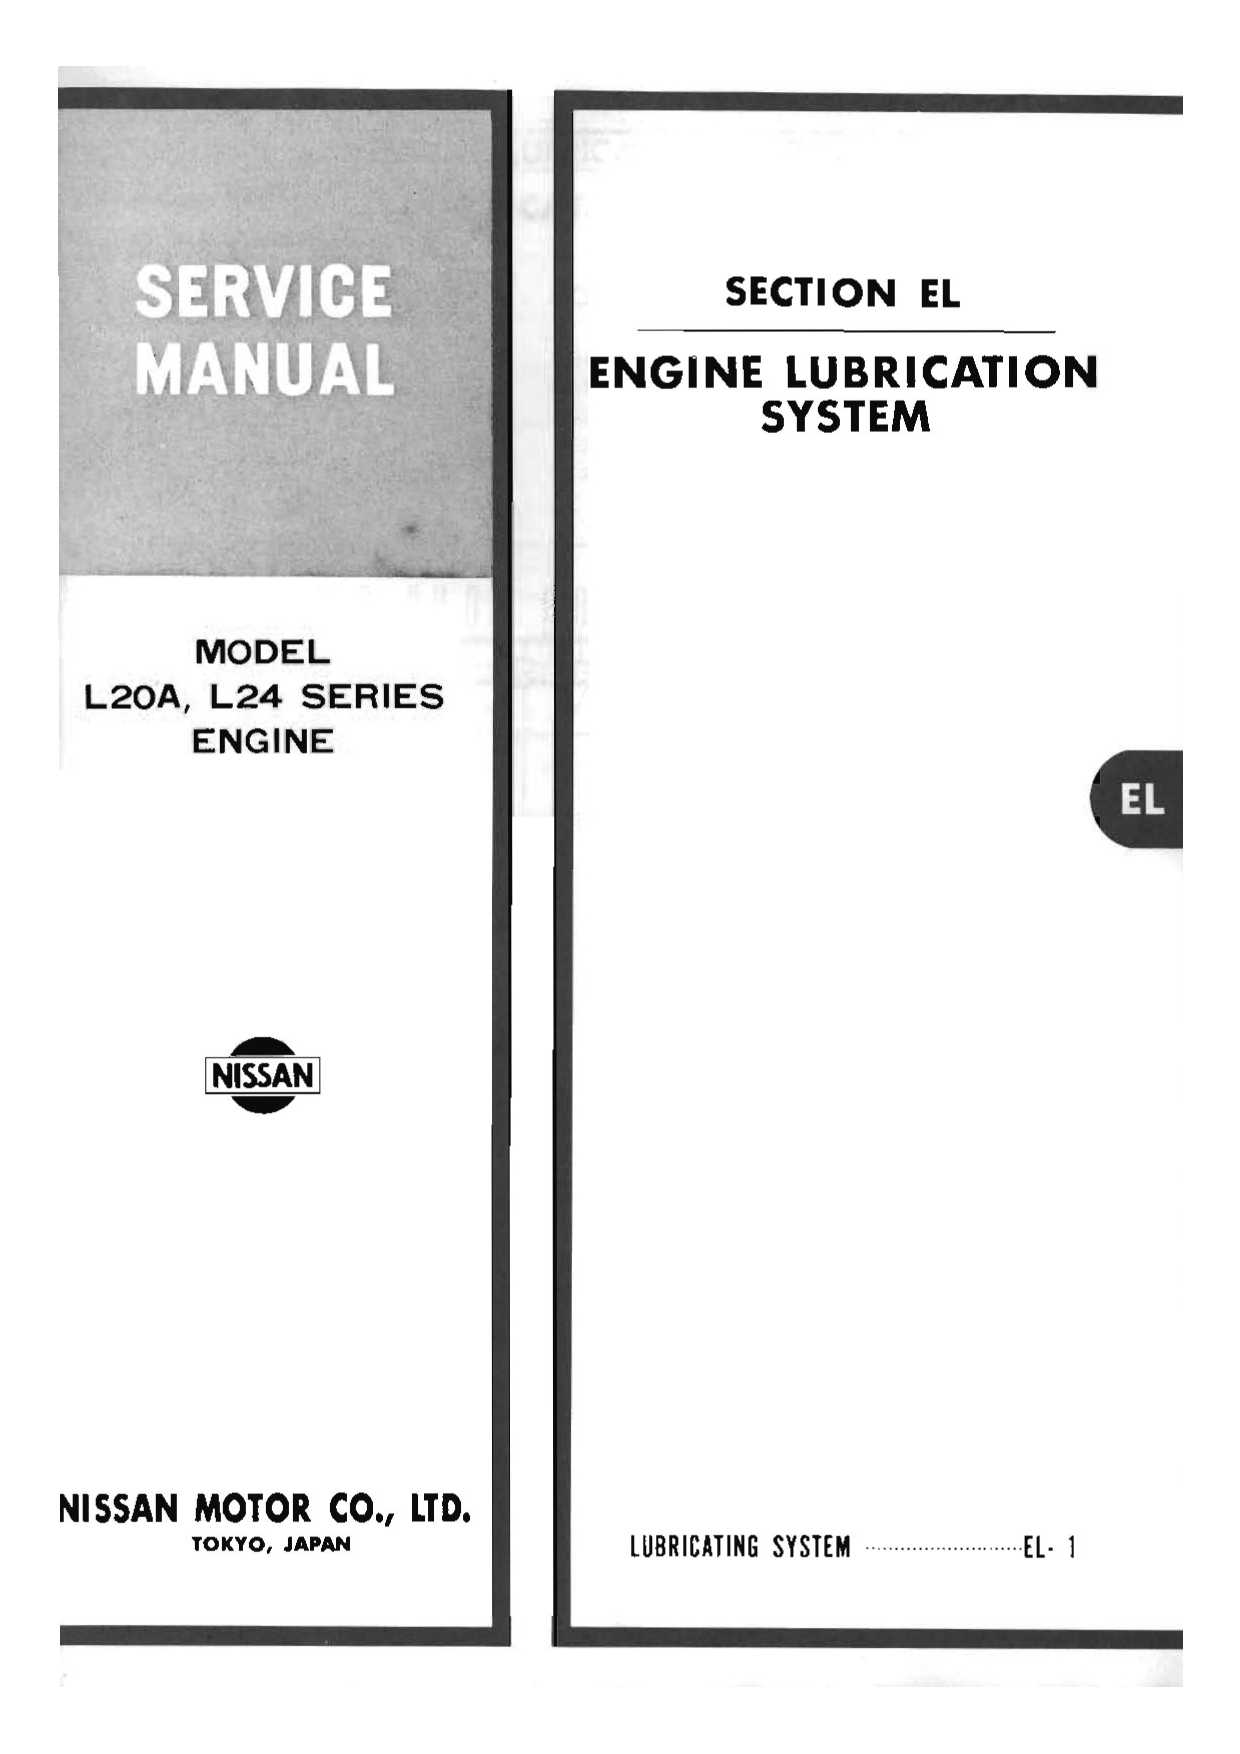 SERVICE
MANUAL
MODEL
L20A, L24 SERIES
ENGINE
NISSAN
NISSAN MOTOR CO., LTD.
TOKYO, JAPAN
SECTION EL
ENGINE LUBRICATION
SYSTEM
EL
LUBRICATING SYSTEM ························EL- 1